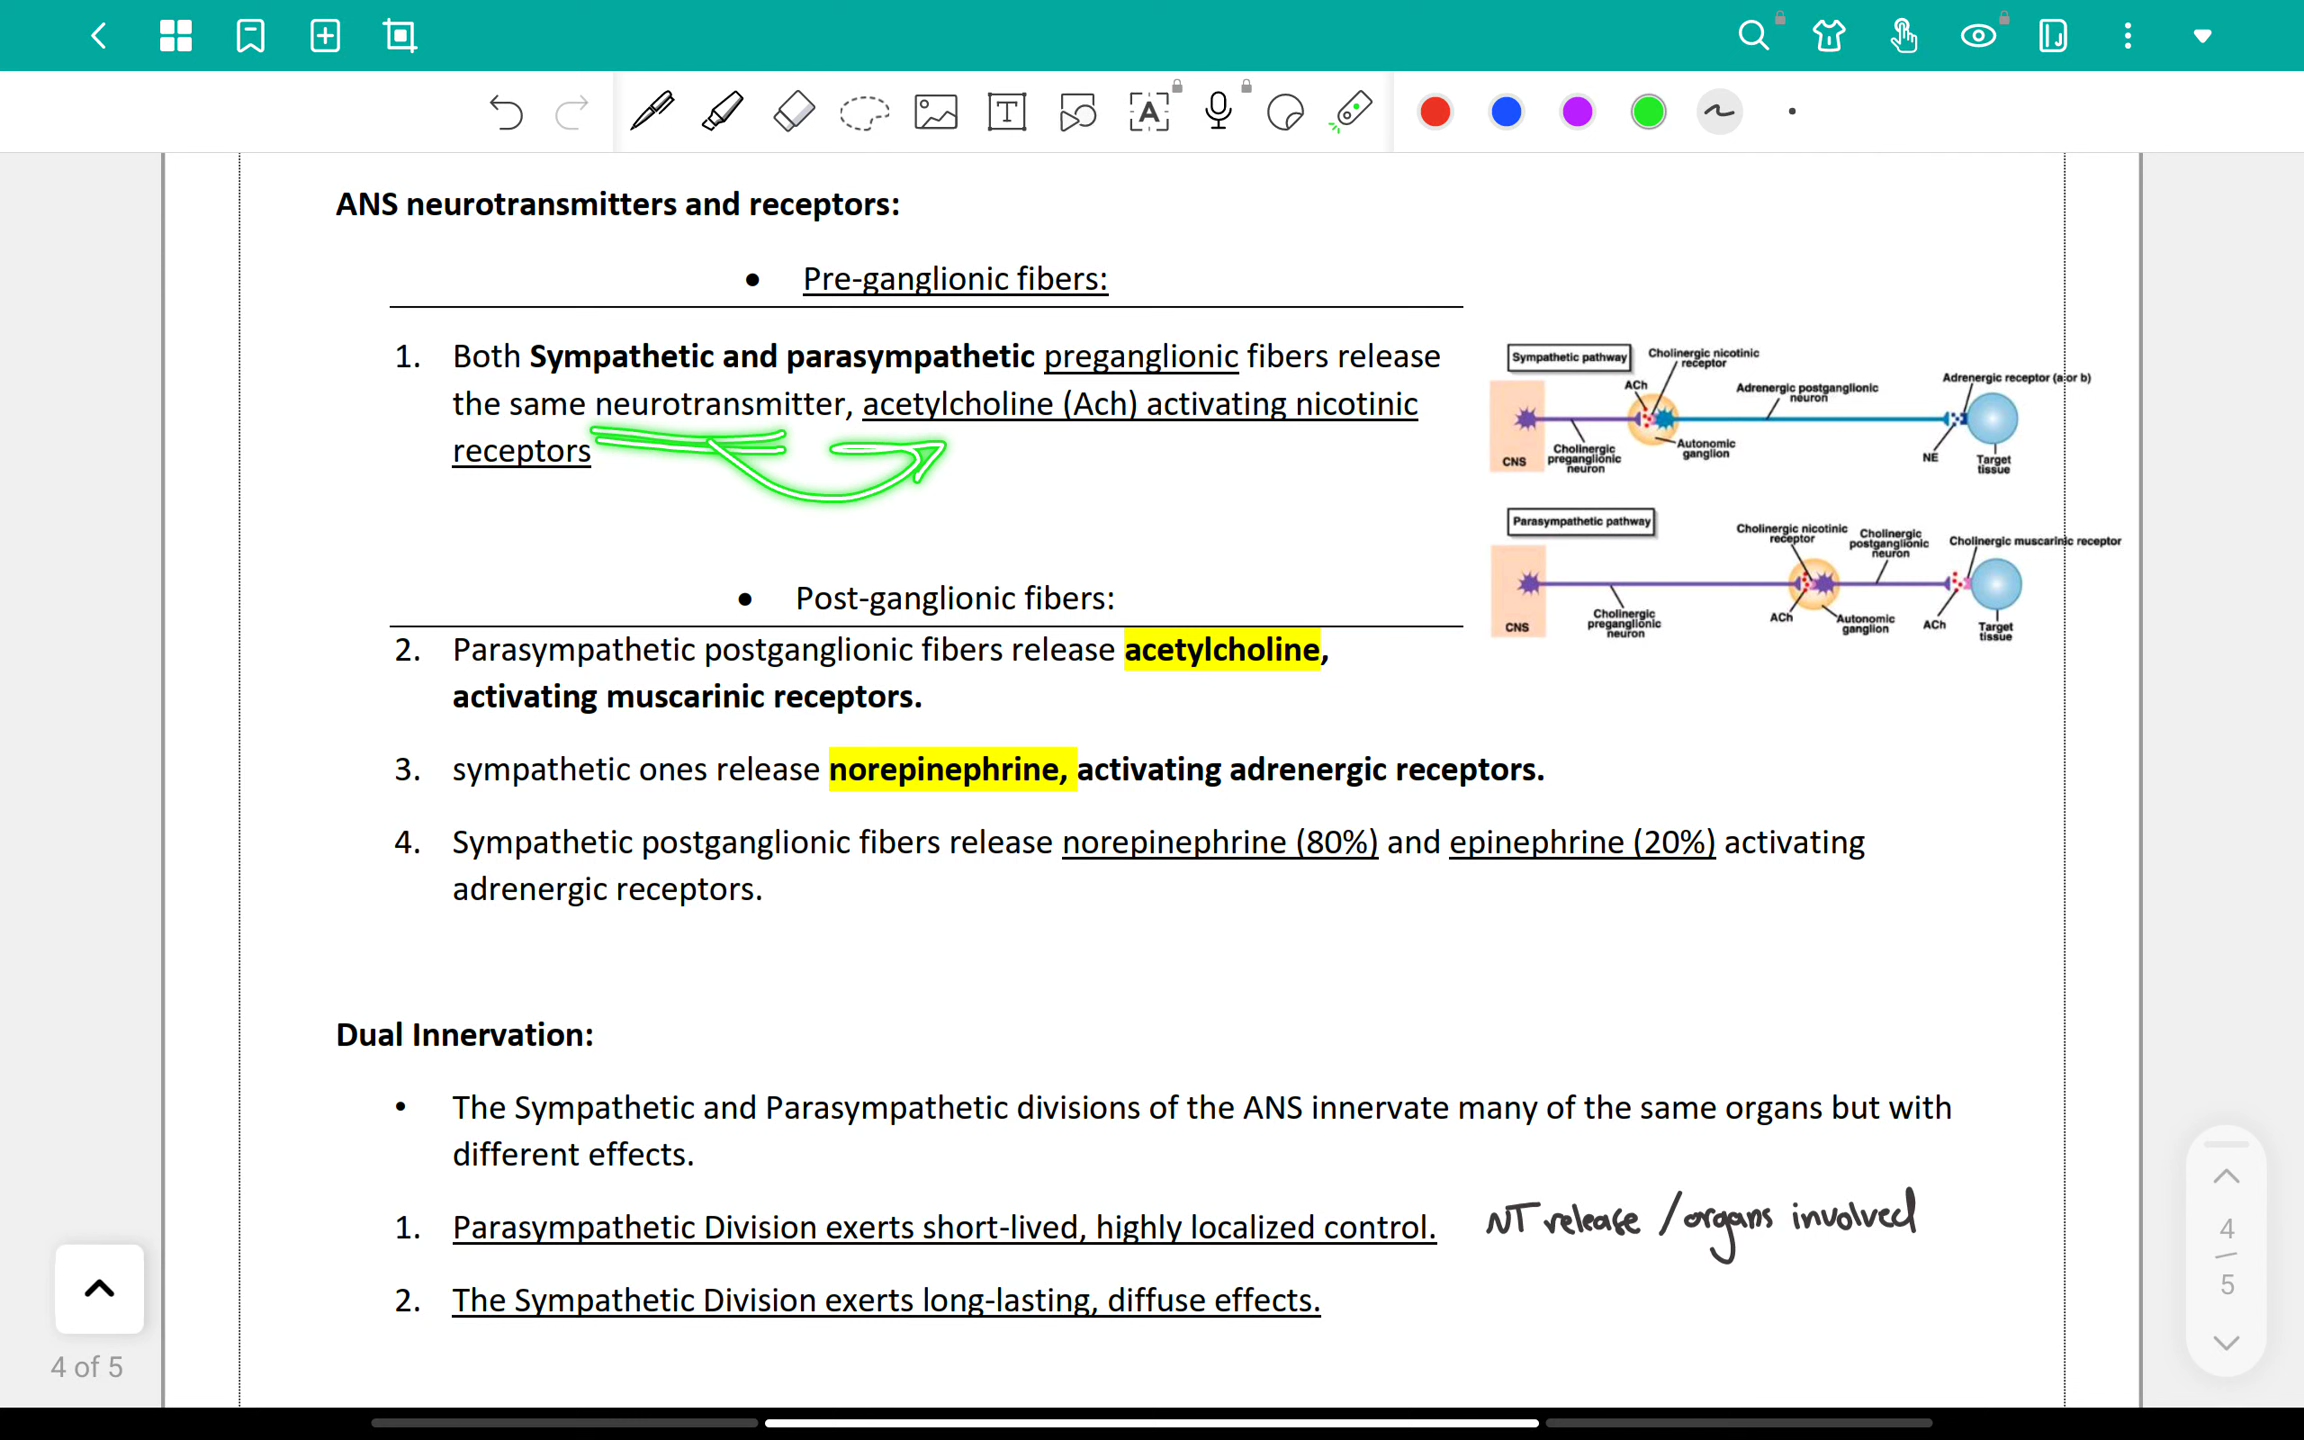 ANS neurotransmitters and receptors:
• Pre-ganglionic fibers:
1. Both Sympathetic and parasympathetic preganglionic fibers release
the same neurotransmitter, acetylcholine (Ach) activating nicotinic
receptors
Sympathetic pathway
Cholinergic nicotinic
receptor
ACh
Adrenergic postganglionic
neuron
Adrenergic receptor (a or b)
CNS
Cholinergic
preganglionic
neuron
Autonomic
ganglion
NE
Target
tissue
Parasympathetic pathway
Cholinergic nicotinic
receptor
Cholinergic
postganglionic
neuron
Cholinergic muscarinic receptor
CNS
Cholinergic
preganglionic
neuron
ACh
Autonomic
ganglion
ACh
Target
tissue
• Post-ganglionic fibers:
2. Parasympathetic postganglionic fibers release acetylcholine,
activating muscarinic receptors.
3. sympathetic ones release norepinephrine, activating adrenergic receptors.
4. Sympathetic postganglionic fibers release norepinephrine (80%) and epinephrine (20%) activating
adrenergic receptors.
Dual Innervation:
• The Sympathetic and Parasympathetic divisions of the ANS innervate many of the same organs but with
different effects.
1. Parasympathetic Division exerts short-lived, highly localized control.
NT release / organs involved
2. The Sympathetic Division exerts long-lasting, diffuse effects.
4 of 5
4
5